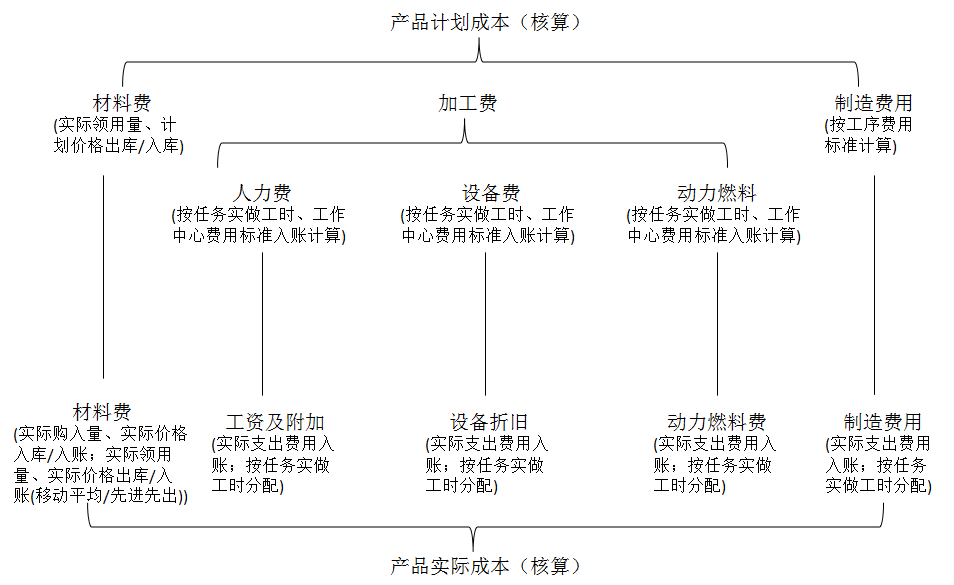 产品计划成本（核算）
材料费
(实际领用量、计
划价格出库/入库)
加工费
制造费用
(按工序费用
标准计算)
人力费
(按任务实做工时、工作
中心费用标准入账计算)
设备费
(按任务实做工时、工作
中心费用标准入账计算)
动力燃料
(按任务实做工时、工作
中心费用标准入账计算)
材料费
(实际购入量、实际价格
入库/入账；实际领用
量、实际价格出库/入
账(移动平均/先进先出))
工资及附加
(实际支出费用入
账；按任务实做
工时分配)
设备折旧
(实际支出费用入
账；按任务实做
工时分配)
动力燃料费
(实际支出费用入
账；按任务实做
工时分配)
制造费用
(实际支出费用
入账；按任务
实做工时分配)
产品实际成本（核算）